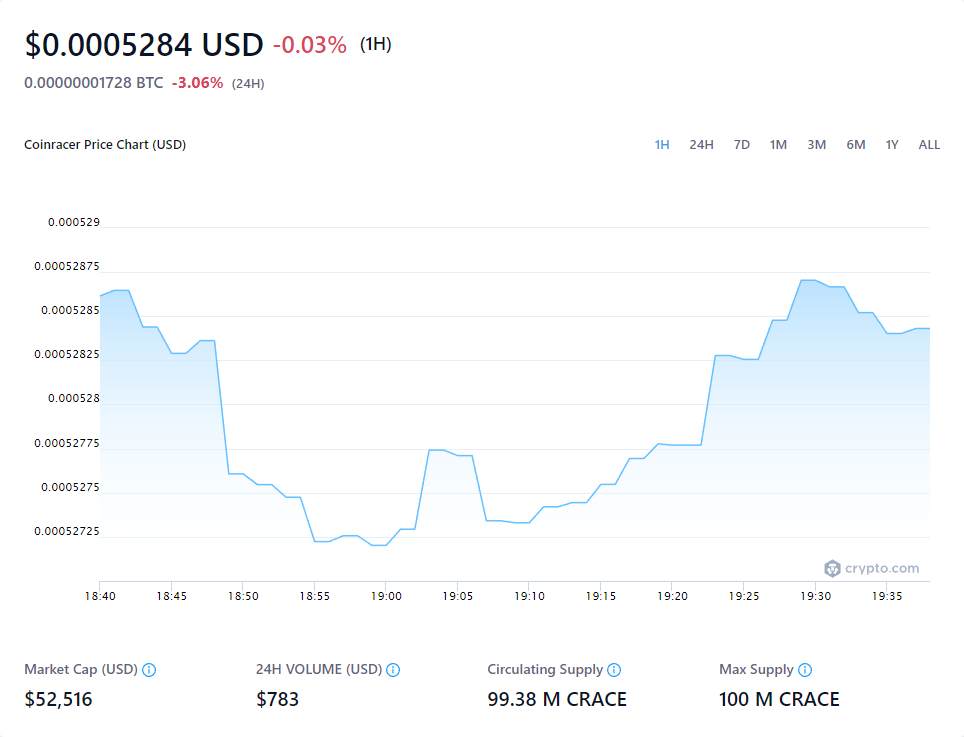 $0.0005284 USD -0.03% (1H)
0.00000001728 BTC -3.06% (24H)
Coinracer Price Chart (USD) 1H 24H 7D 1M 3M 6M 1Y ALL
0.000529
0.00052875
0.0005285
0.00052825
0.000528
0.00052775
0.0005275
0.00052725
crypto.com
18:40 18:45 18:50 18:55 19:00 19:05 19:10 19:15 19:20 19:25 19:30 19:35
Market Cap (USD) 24H VOLUME (USD) Circulating Supply Max Supply
$52,516 $783 99.38 M CRACE 100 M CRACE